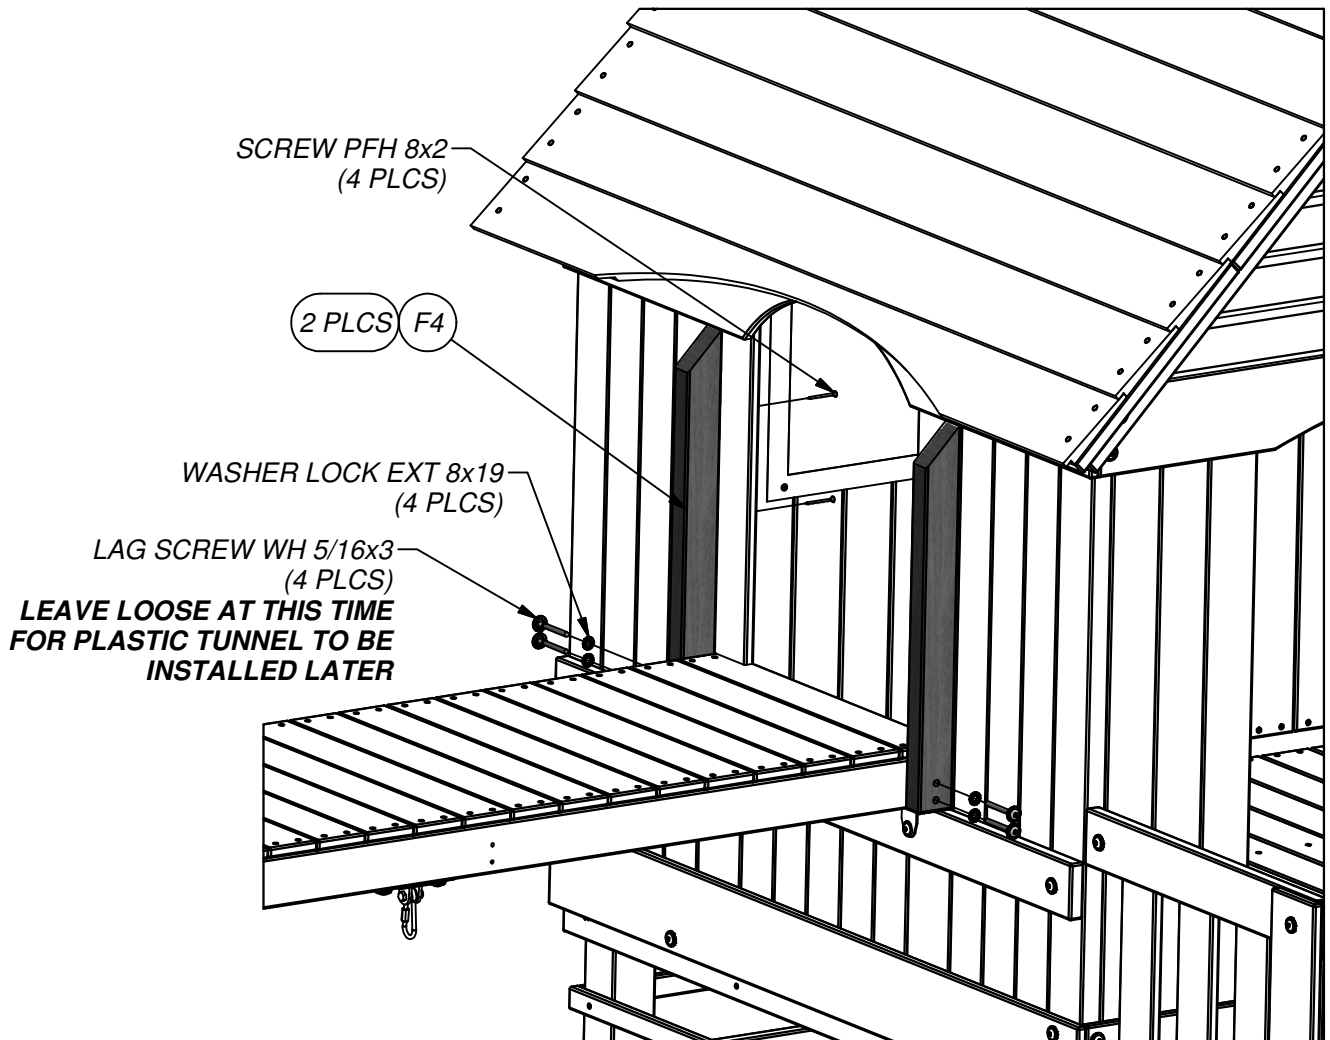 SCREW PFH 8x2
(4 PLCS)
2 PLCS F4
WASHER LOCK EXT 8x19
(4 PLCS)
LAG SCREW WH 5/16x3
(4 PLCS)
LEAVE LOOSE AT THIS TIME
FOR PLASTIC TUNNEL TO BE
INSTALLED LATER